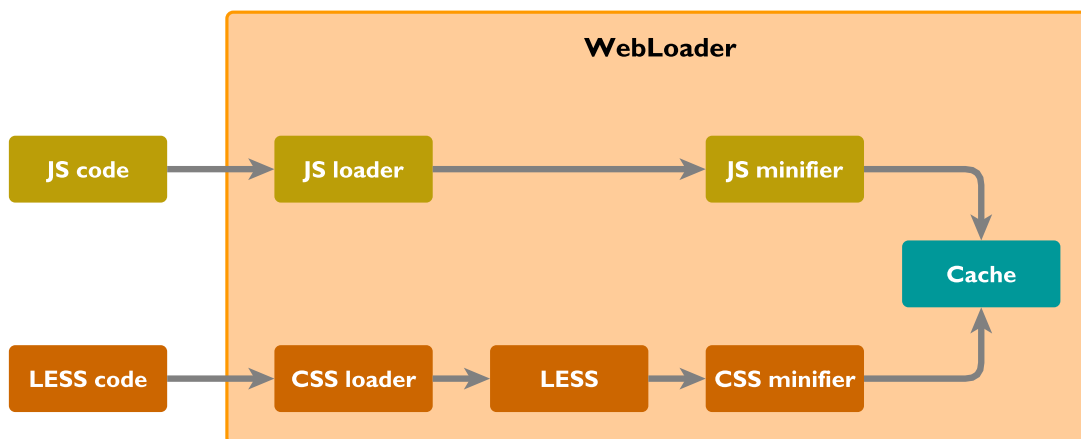 WebLoader
JS code
JS loader
JS minifier
Cache
LESS code
CSS loader
LESS
CSS minifier